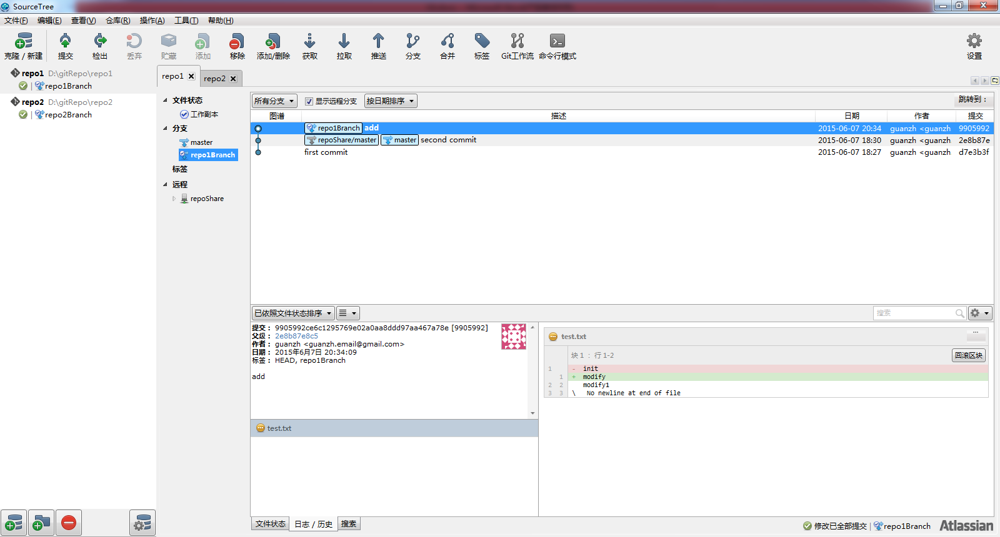 SourceTree
文件(F) 编辑(E) 查看(V) 仓库(R) 操作(A) 工具(T) 帮助(H)
克隆 / 新建 提交 检出 丢弃 贮藏 添加 移除 添加/删除 获取 拉取 推送 分支 合并 标签 Git工作流 命令行模式 设置
repo1 D:\gitRepo\repo1
repo1Branch
repo2 D:\gitRepo\repo2
repo2Branch
repo1 repo2
文件状态
工作副本
分支
master
repo1Branch
标签
远程
repoShare
所有分支 显示远程分支 按日期排序 跳转到：
图谱 描述 日期 作者 提交
repo1Branch add 2015-06-07 20:34 guanzh <guanzh 9905992
repoShare/master master second commit 2015-06-07 18:30 guanzh <guanzh 2e8b87e
first commit 2015-06-07 18:27 guanzh <guanzh d7e3b3f
已依照文件状态排序 搜索
提交： 9905992ce6c1295769e02a0aa8ddd97aa467a78e [9905992]
父级： 2e8b87e8c5
作者： guanzh <guanzh.email@gmail.com>
日期： 2015年6月7日 20:34:09
标签： HEAD, repo1Branch
add
test.txt
test.txt ...
块 1 ： 行 1-2 回滚区块
1 - init
1 + modify
2 2 modify1
3 3 \ No newline at end of file
文件状态 日志 / 历史 搜索
修改已全部提交 | repo1Branch Atlassian